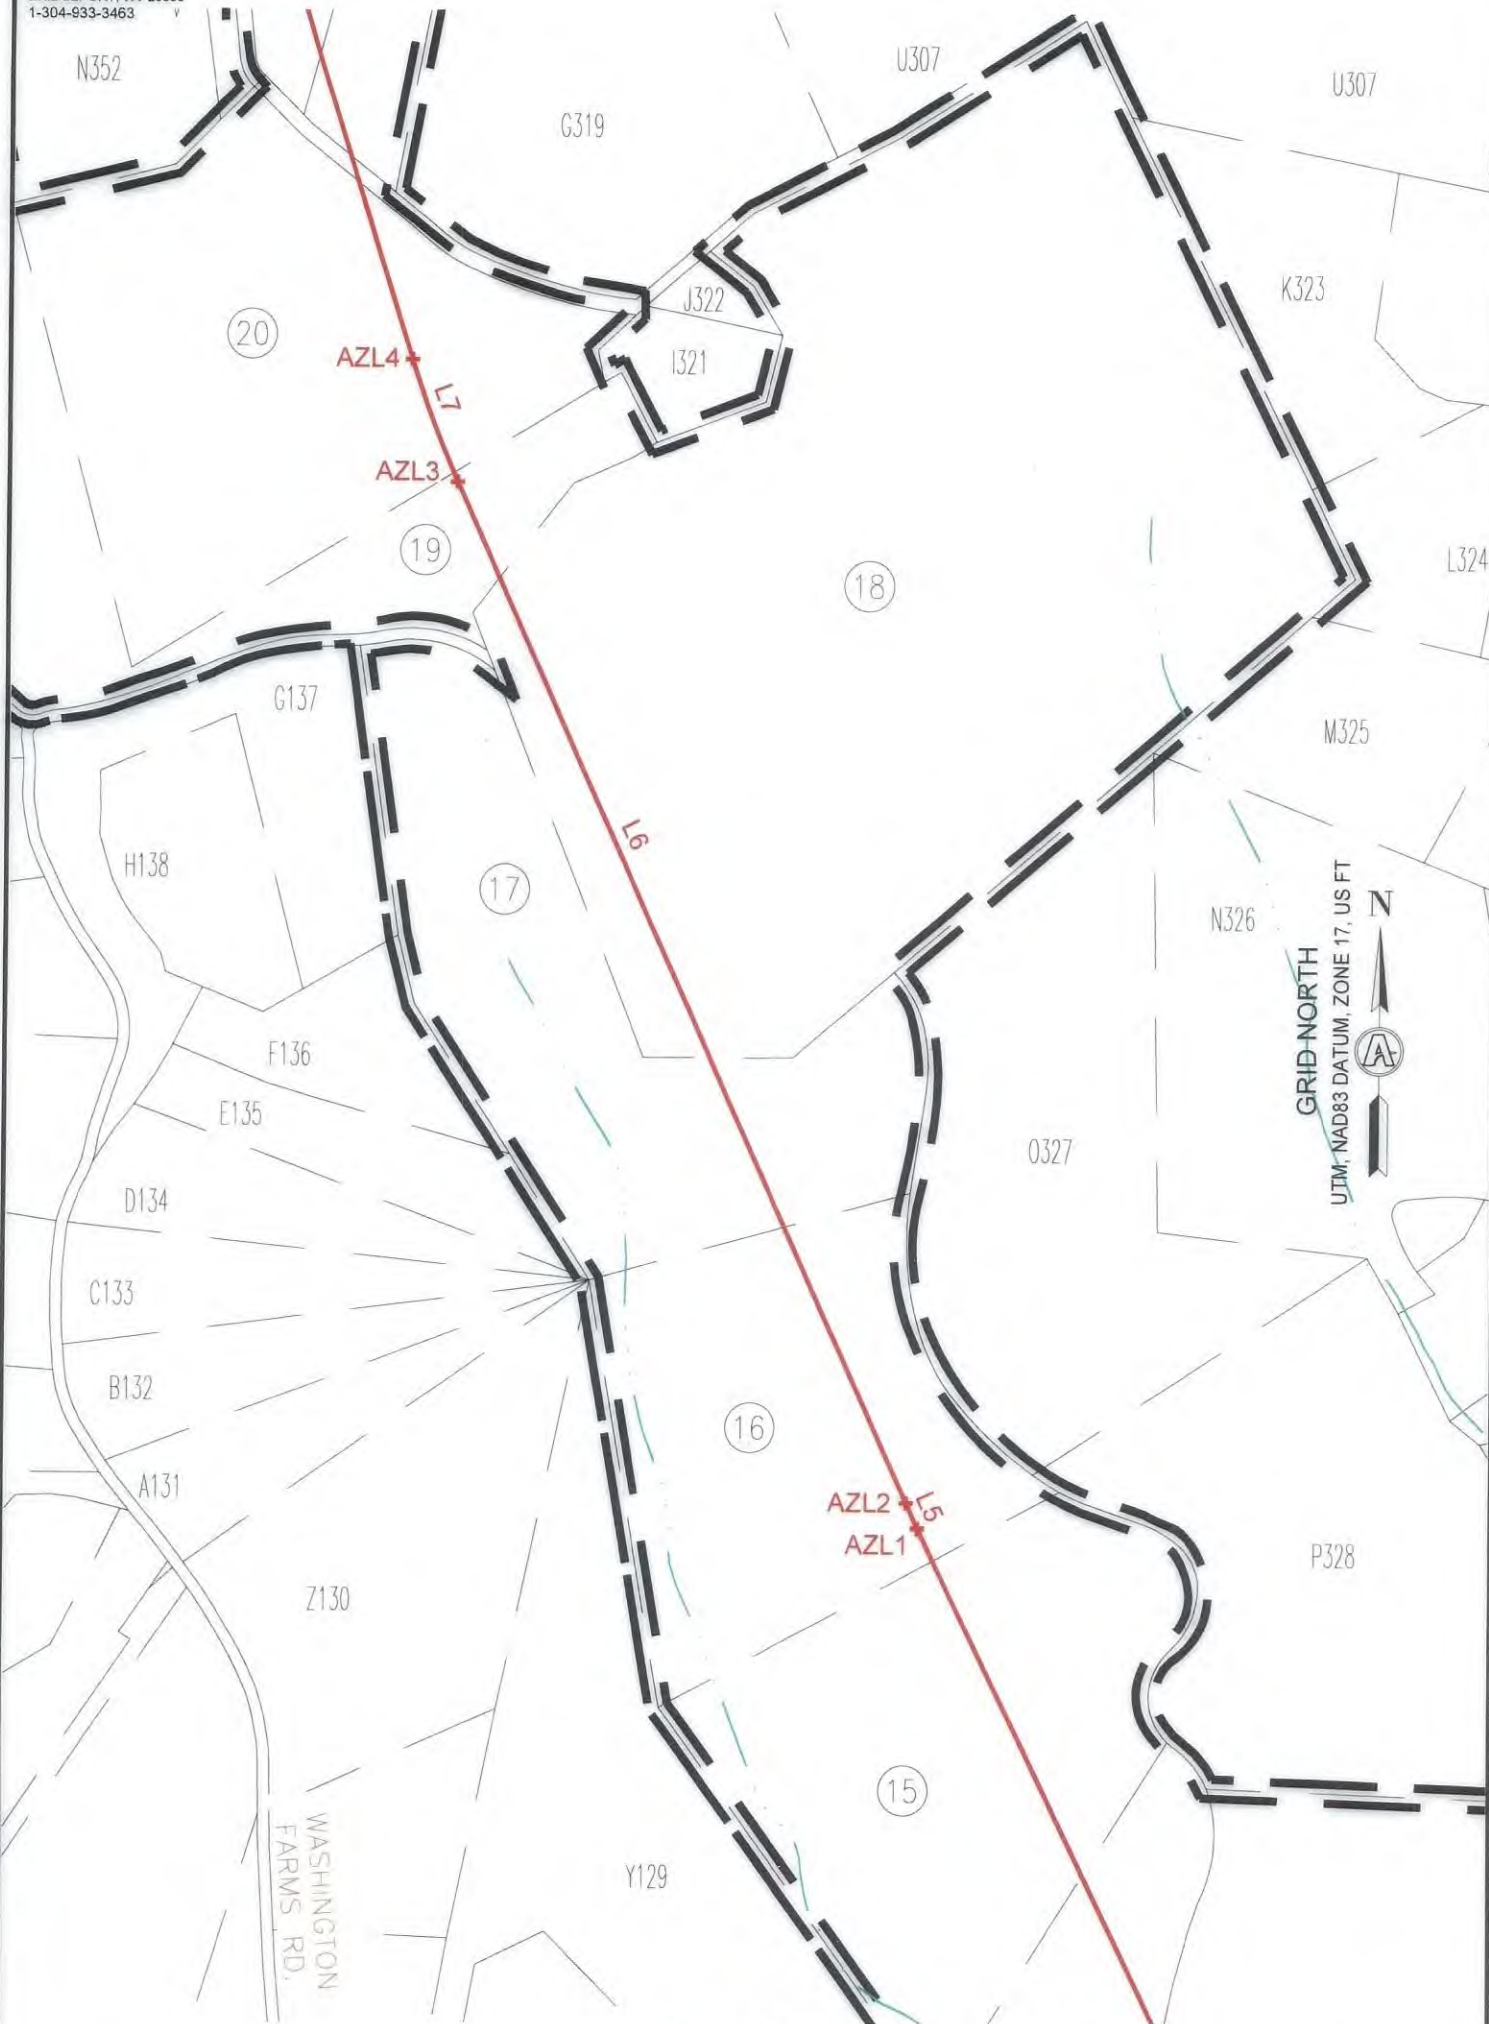 1-304-933-3463
N352
U307
U307
G319
K323
J322
20
AZL4
I321
L7
AZL3
19
18
L324
G137
M325
L6
H138
17
N326
N
GRID NORTH
UTM, NAD83 DATUM, ZONE 17, US FT
A
F136
E135
O327
D134
C133
B132
16
A131
AZL2
L5
AZL1
P328
Z130
15
Y129
WASHINGTON
FARMS RD.